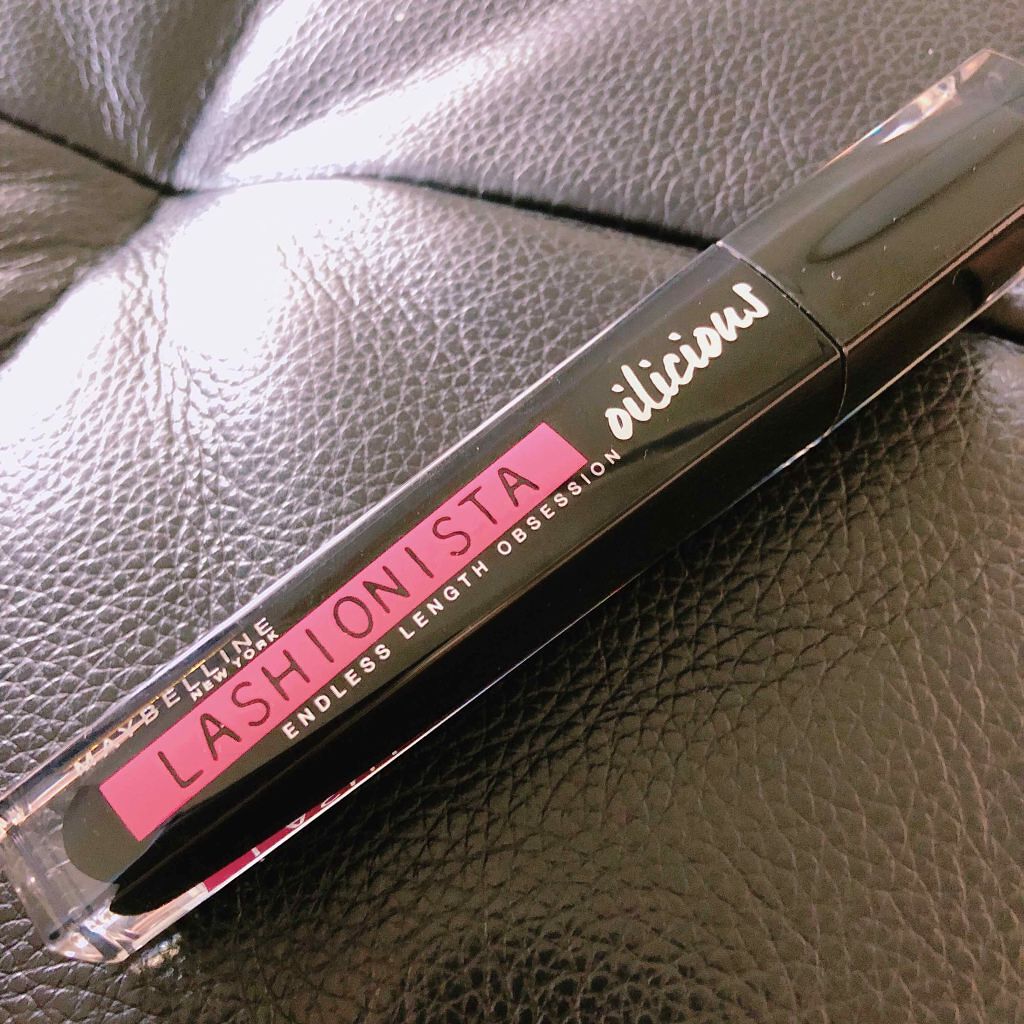 MAYBELLINE
NEW YORK
LASHIONISTA
ENDLESS LENGTH OBSESSION
oilicious